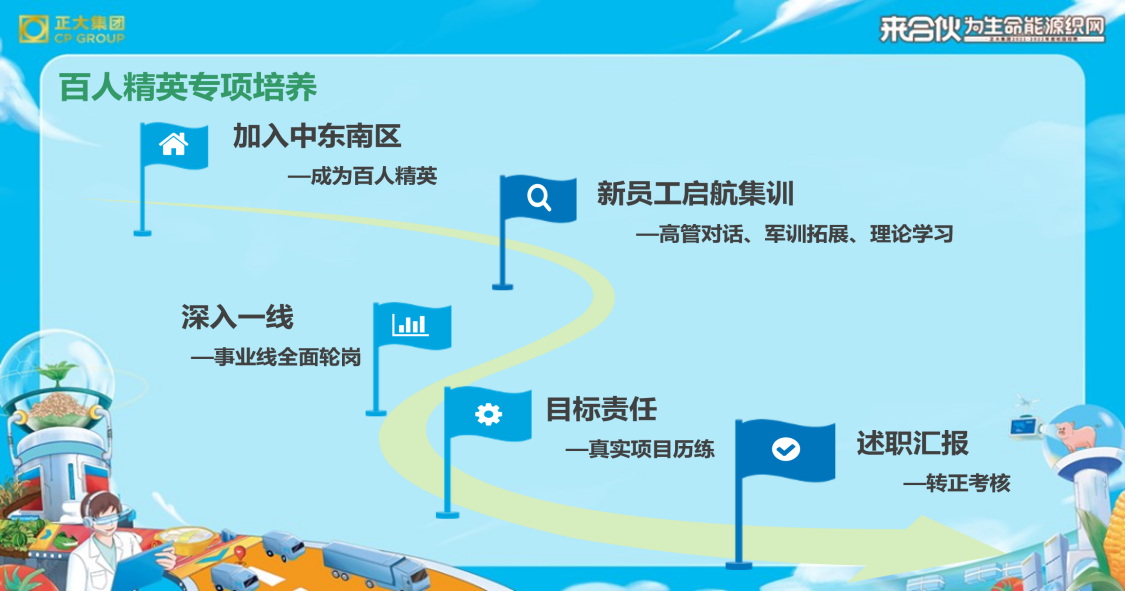 正大集团
CP GROUP
来合伙为生命能源织网
百人精英专项培养
加入中东南区
—成为百人精英
新员工启航集训
—高管对话、军训拓展、理论学习
深入一线
—事业线全面轮岗
目标责任
—真实项目历练
述职汇报
—转正考核